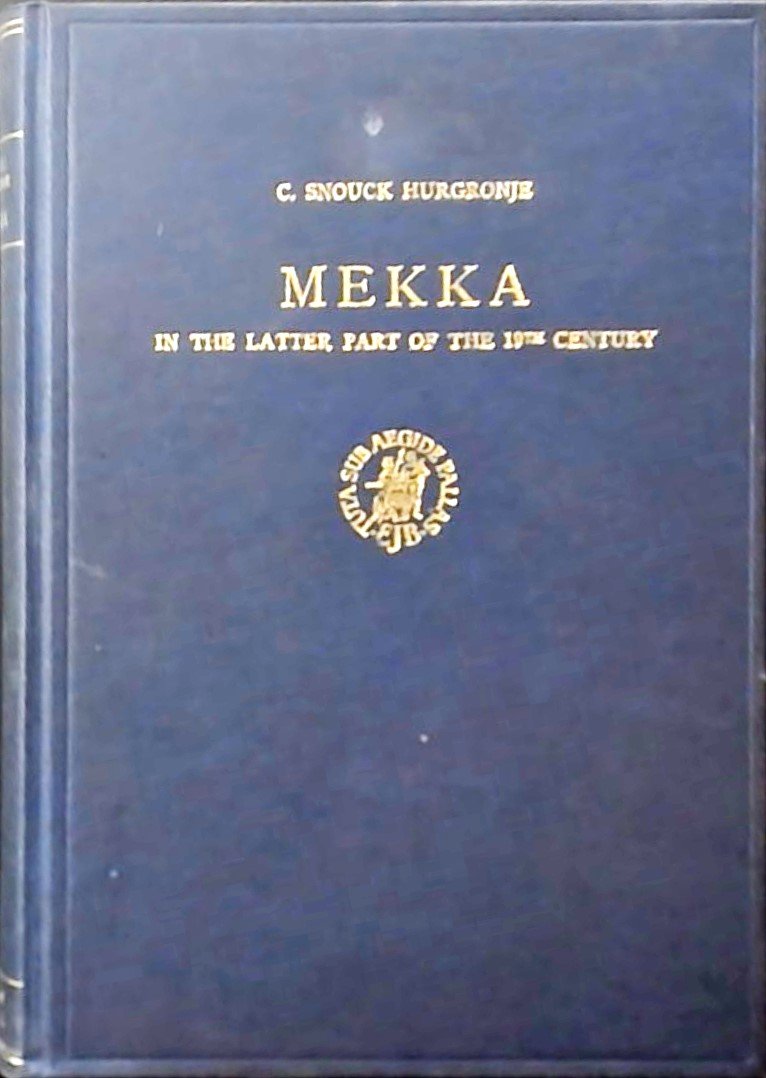 C. SNOUCK HURGRONJE
MEKKA
IN THE LATTER PART OF THE 19TH CENTURY
TUTA SUB AEGIDE PALLAS
EJB